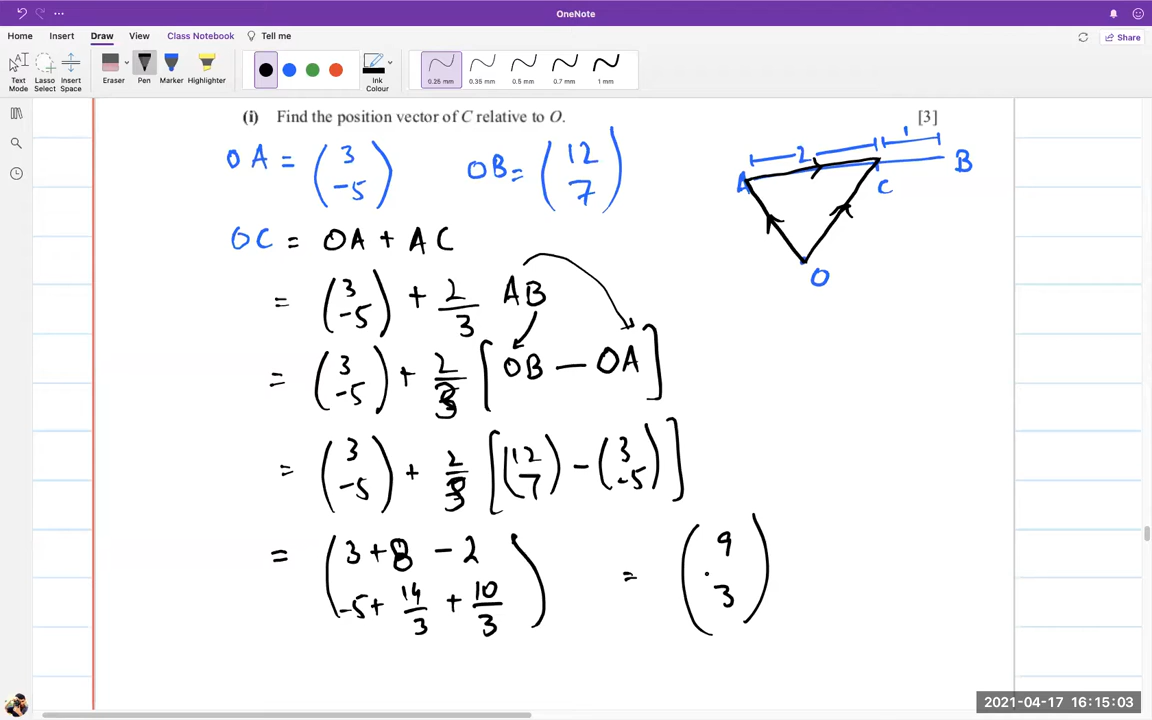 OneNote
Home Insert Draw View Class Notebook Tell me
Share
Text Mode
Lasso Select
Insert Space
Eraser
Pen
Marker
Highlighter
Ink Colour
0.25 mm 0.35 mm 0.5 mm 0.7 mm 1 mm
(i) Find the position vector of C relative to O. [3]
OA = (3 -5) OB = (12 7)
2 1
A C B
O
OC = OA + AC
= (3 -5) + 2/3 AB
= (3 -5) + 2/3 [OB — OA]
= (3 -5) + 2/3 [(12 7) - (3 -5)]
= (3+8-2 -5+14/3+10/3) = (9 3)
2021-04-17 16:15:03